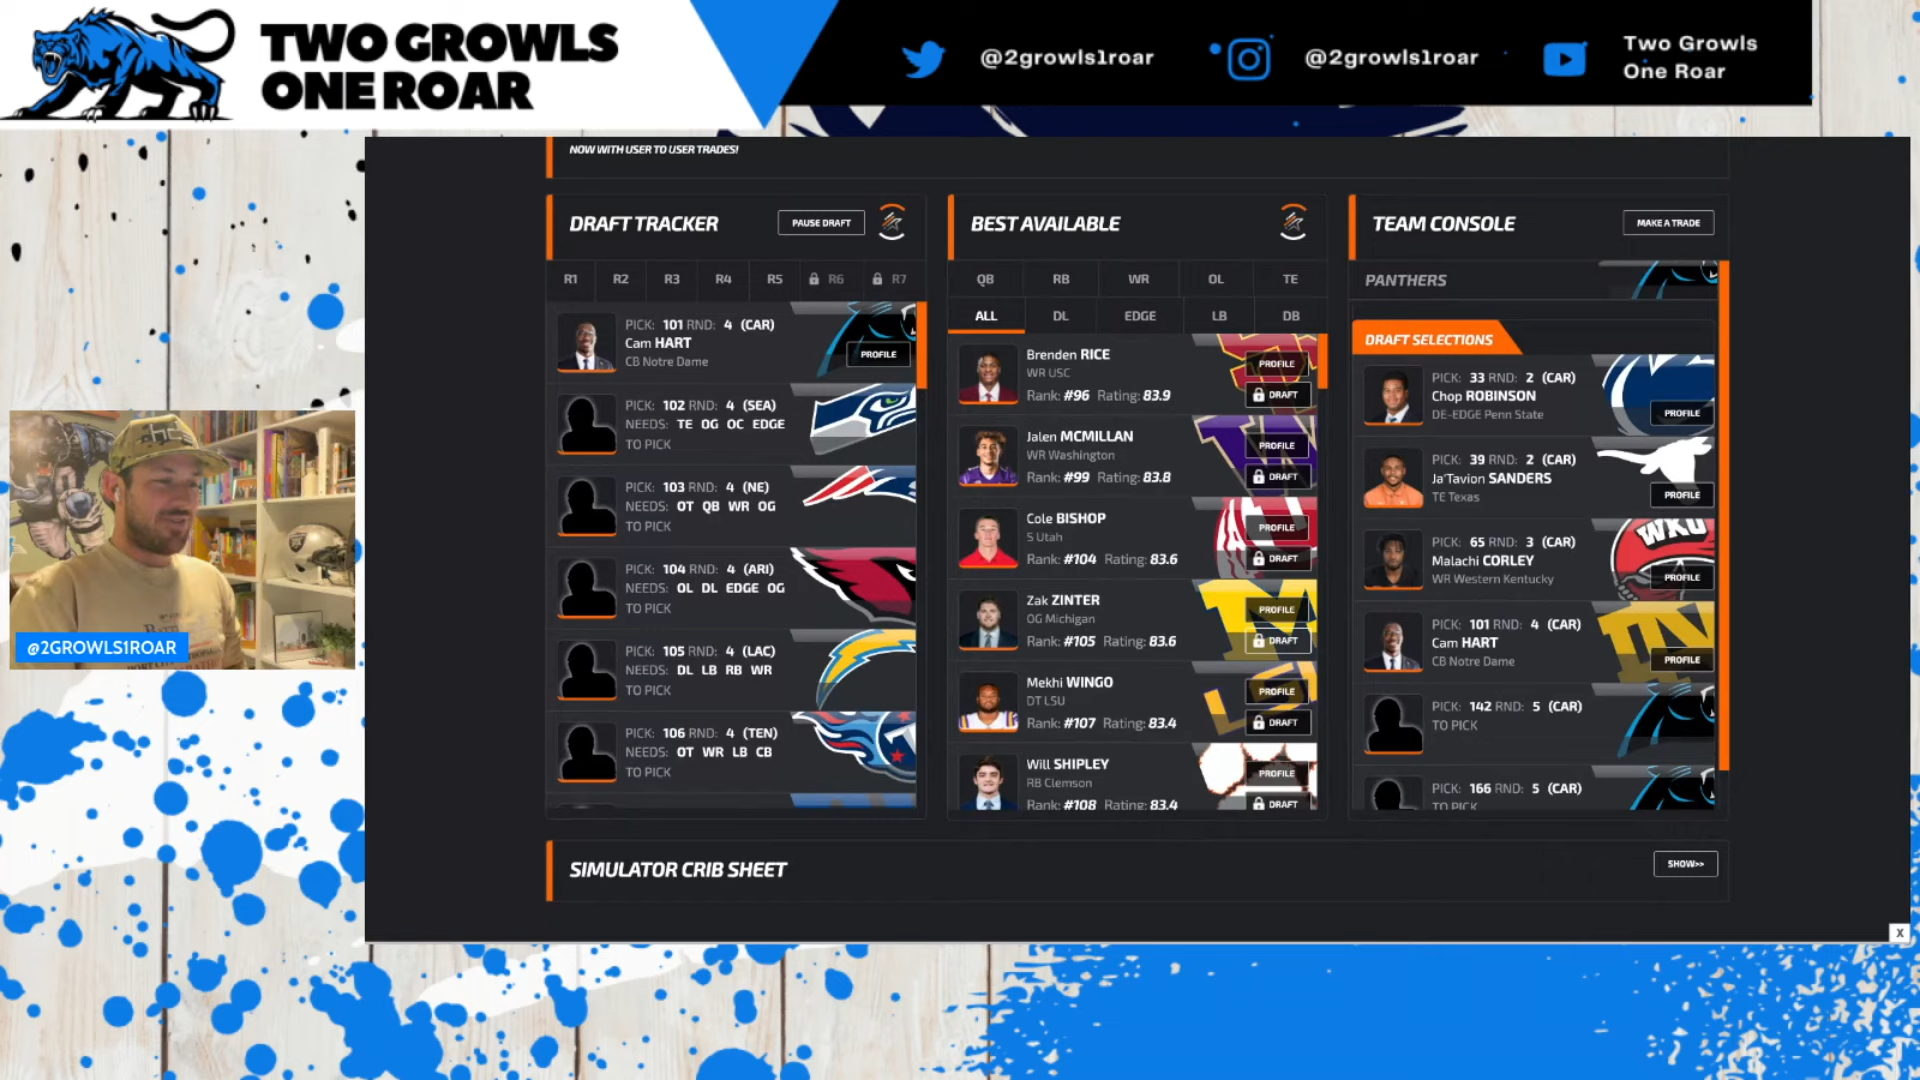 TWO GROWLS
ONE ROAR
@2growls1roar
@2growls1roar
Two Growls
One Roar
NOW WITH USER TO USER TRADES!
DRAFT TRACKER
PAUSE DRAFT
R1 R2 R3 R4 R5 R6 R7
PICK: 101 RND: 4 (CAR)
Cam HART
CB Notre Dame
PROFILE
PICK: 102 RND: 4 (SEA)
NEEDS: TE OG OC EDGE
TO PICK
PICK: 103 RND: 4 (NE)
NEEDS: OT QB WR OG
TO PICK
PICK: 104 RND: 4 (ARI)
NEEDS: OL DL EDGE OG
TO PICK
PICK: 105 RND: 4 (LAC)
NEEDS: DL LB RB WR
TO PICK
PICK: 106 RND: 4 (TEN)
NEEDS: OT WR LB CB
TO PICK
BEST AVAILABLE
QB RB WR OL TE
ALL DL EDGE LB DB
Brenden RICE
WR USC
Rank: #96 Rating: 83.9
PROFILE
DRAFT
Jalen MCMILLAN
WR Washington
Rank: #99 Rating: 83.8
PROFILE
DRAFT
Cole BISHOP
S Utah
Rank: #104 Rating: 83.6
PROFILE
DRAFT
Zak ZINTER
OG Michigan
Rank: #105 Rating: 83.6
PROFILE
DRAFT
Mekhi WINGO
DT LSU
Rank: #107 Rating: 83.4
PROFILE
DRAFT
Will SHIPLEY
RB Clemson
Rank: #108 Rating: 83.4
PROFILE
DRAFT
TEAM CONSOLE
MAKE A TRADE
PANTHERS
DRAFT SELECTIONS
PICK: 33 RND: 2 (CAR)
Chop ROBINSON
DE-EDGE Penn State
PROFILE
PICK: 39 RND: 2 (CAR)
Ja'Tavion SANDERS
TE Texas
PROFILE
PICK: 65 RND: 3 (CAR)
Malachi CORLEY
WR Western Kentucky
WKU
PROFILE
PICK: 101 RND: 4 (CAR)
Cam HART
CB Notre Dame
PROFILE
PICK: 142 RND: 5 (CAR)
TO PICK
PICK: 166 RND: 5 (CAR)
TO PICK
SIMULATOR CRIB SHEET
SHOW>>
X
@2GROWLS1ROAR